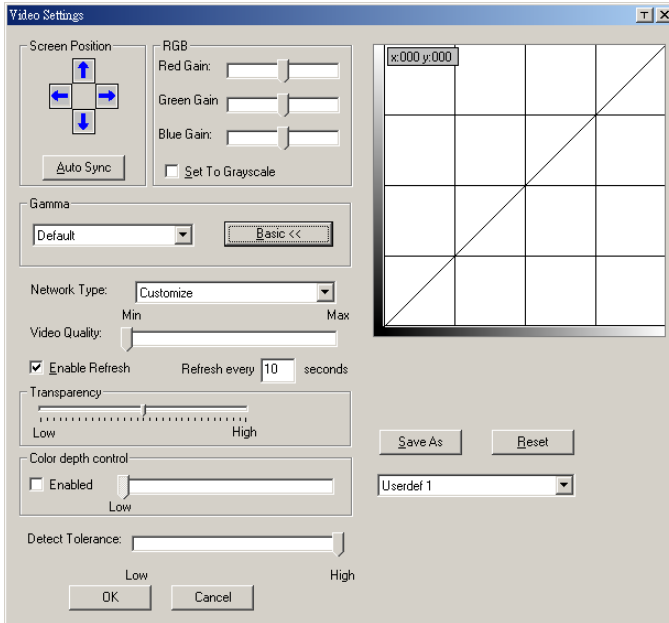 Video Settings
Screen Position
Auto Sync
RGB
Red Gain:
Green Gain
Blue Gain:
Set To Grayscale
x:000 y:000
Gamma
Default
Basic <<
Network Type:
Customize
Min Max
Video Quality:
Enable Refresh Refresh every 10 seconds
Transparency
Low High
Color depth control
Enabled
Low
Detect Tolerance:
Low High
OK Cancel
Save As Reset
Userdef 1